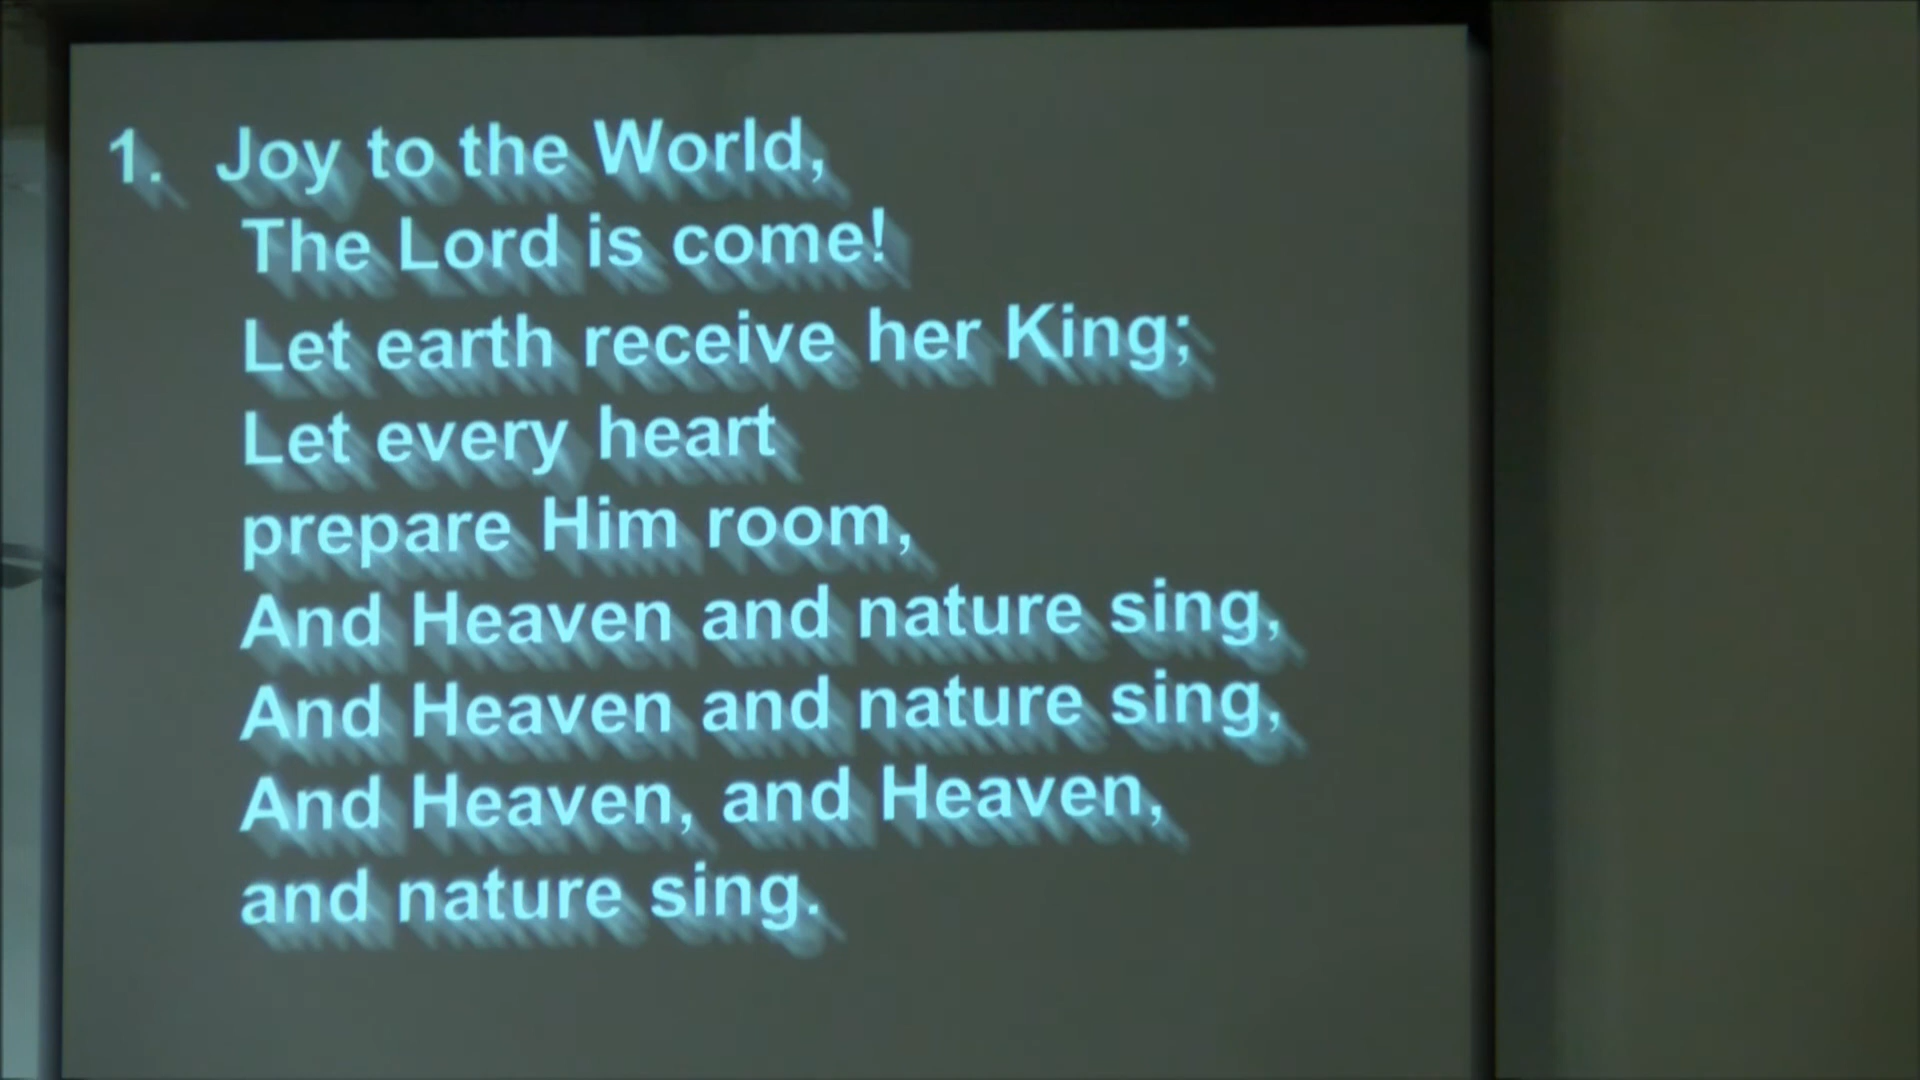 1. Joy to the World,
The Lord is come!
Let earth receive her King;
Let every heart
prepare Him room,
And Heaven and nature sing,
And Heaven and nature sing,
And Heaven, and Heaven,
and nature sing.